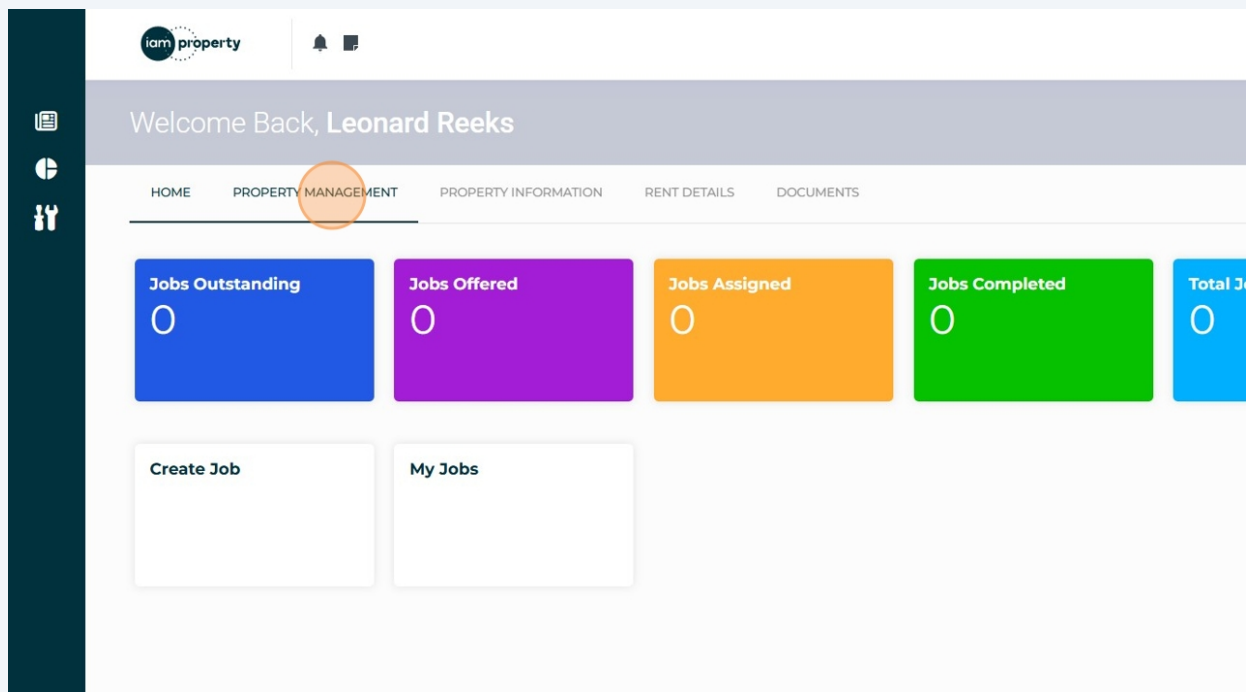 iam property
Welcome Back, Leonard Reeks
HOME PROPERTY MANAGEMENT PROPERTY INFORMATION RENT DETAILS DOCUMENTS
Jobs Outstanding Jobs Offered Jobs Assigned Jobs Completed Total
0 0 0 0 0
Create Job My Jobs